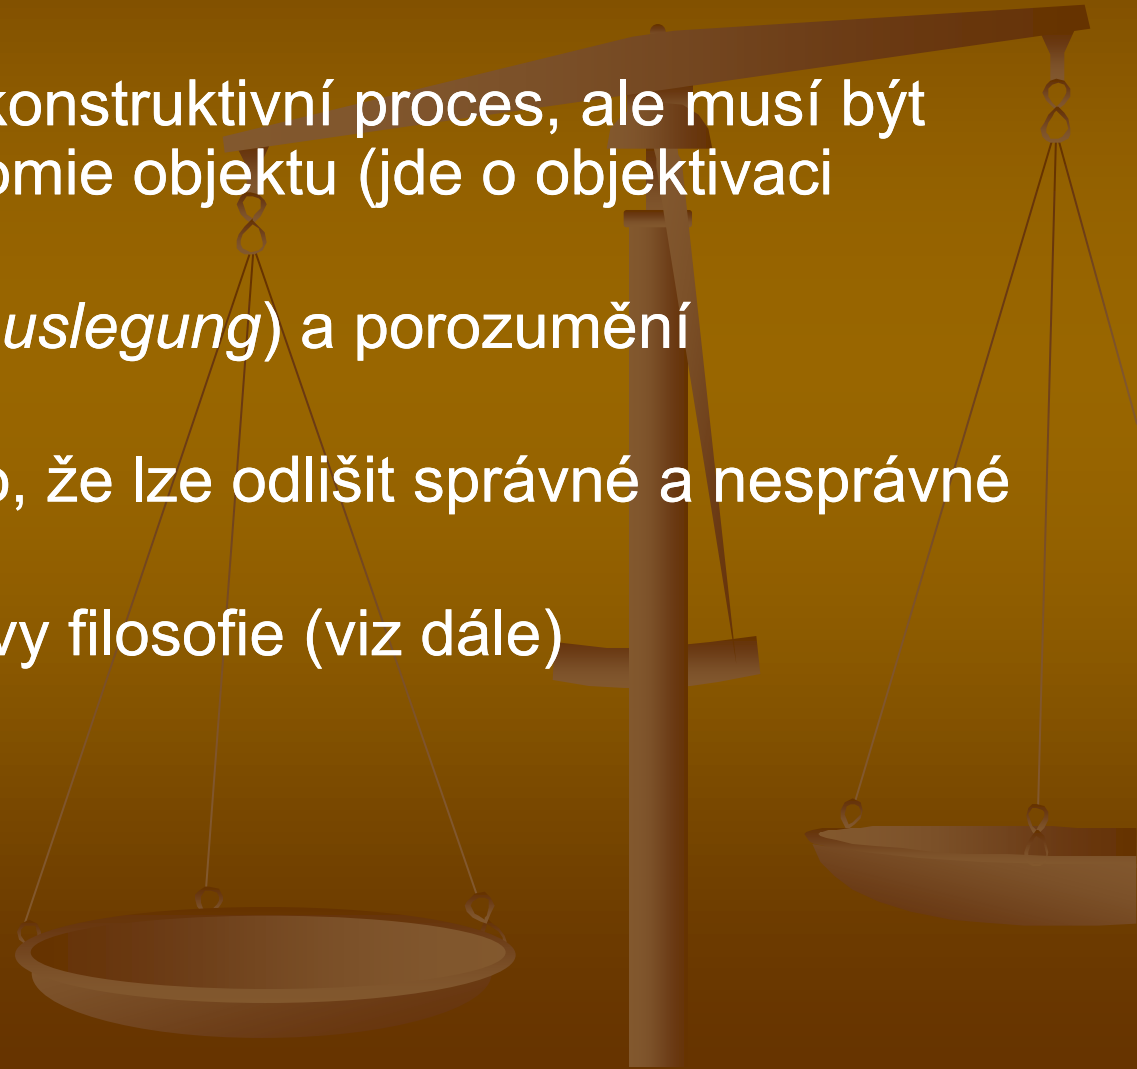 konstruktivní proces, ale musí být
omie objektu (jde o objektivaci
uslegung) a porozumění
, že lze odlišit správné a nesprávné
vy filosofie (viz dále)